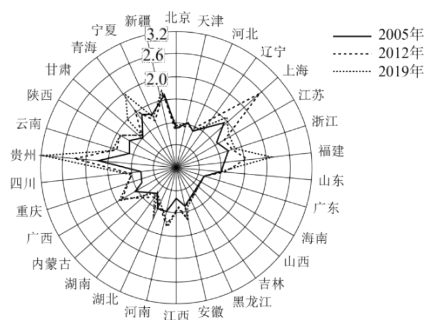 北京
天津
河北
辽宁
上海
江苏
浙江
福建
山东
广东
海南
山西
吉林
黑龙江
安徽
江西
河南
湖北
湖南
内蒙古
广西
重庆
四川
贵州
云南
陕西
甘肃
青海
宁夏
新疆
3.2
2.6
2.0
2005年
2012年
2019年